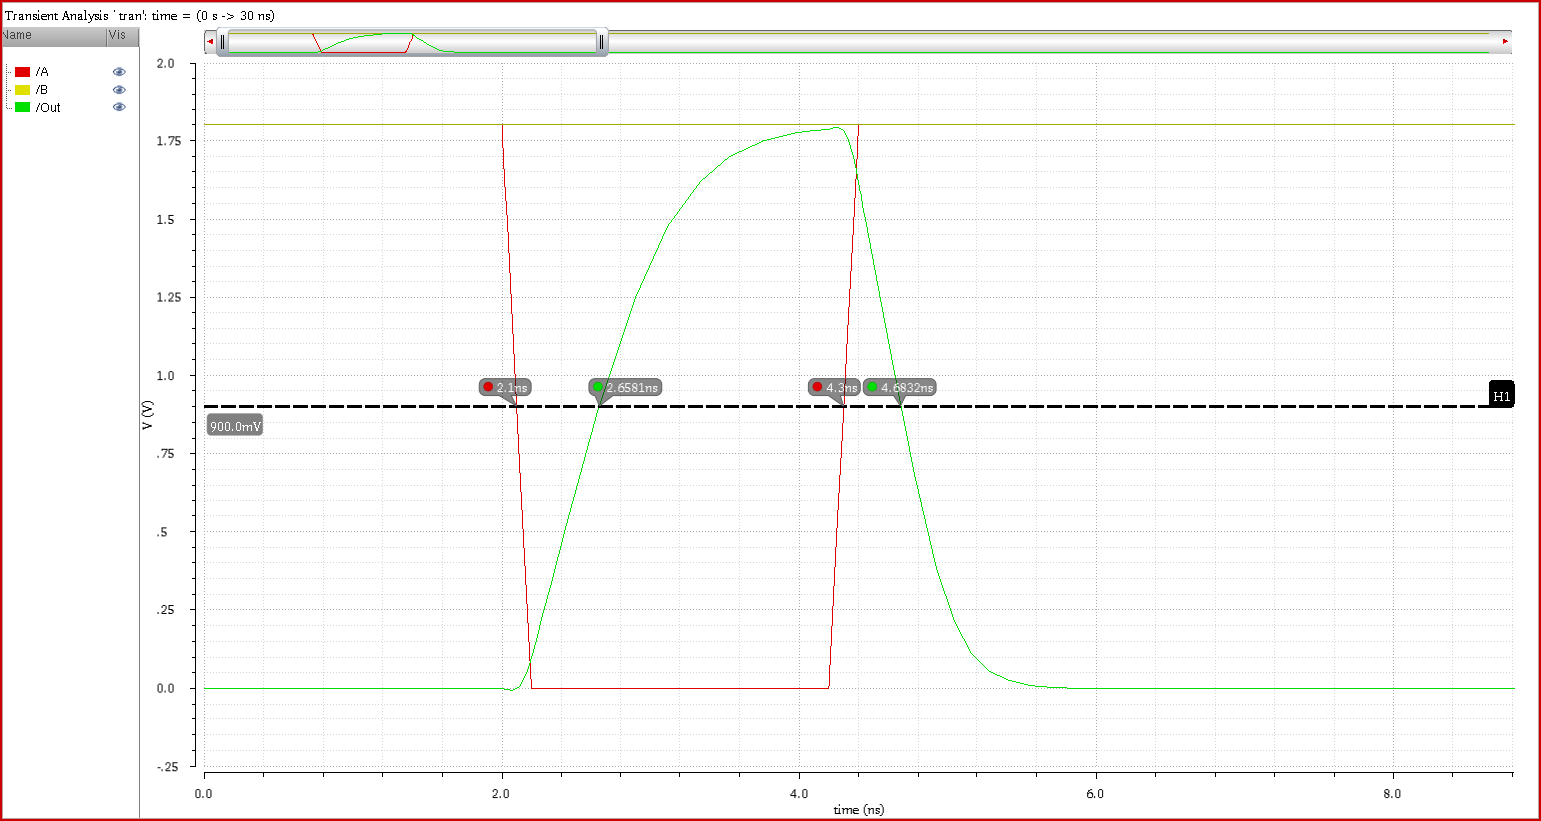 Transient Analysis `tran': time = (0 s -> 30 ns)
Name Vis
/A
/B
/Out
2.0
1.75
1.5
1.25
1.0
.75
.5
.25
0.0
-.25
V (V)
2.1ns
2.6581ns
4.3ns
4.6832ns
H1
900.0mV
0.0 2.0 4.0 6.0 8.0
time (ns)